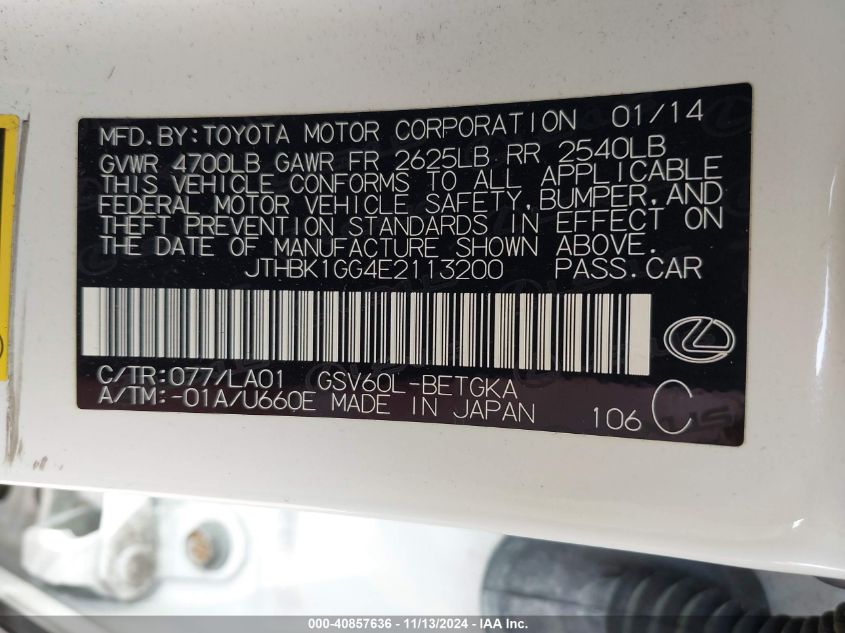 MFD.BY:TOYOTA MOTOR CORPORATION 01/14
GVWR 4700LB GAWR FR 2625LB RR 2540LB
THIS VEHICLE CONFORMS TO ALL APPLICABLE
FEDERAL MOTOR VEHICLE SAFETY,BUMPER,AND
THEFT PREVENTION STANDARDS IN EFFECT ON
THE DATE OF MANUFACTURE SHOWN ABOVE.
JTHBK1GG4E2113200 PASS.CAR
C/TR:077/LA01 GSV60L-BETGKA
A/TM:-01A/U660E MADE IN JAPAN 106 C
000-40857636 - 11/13/2024 - IAA Inc.